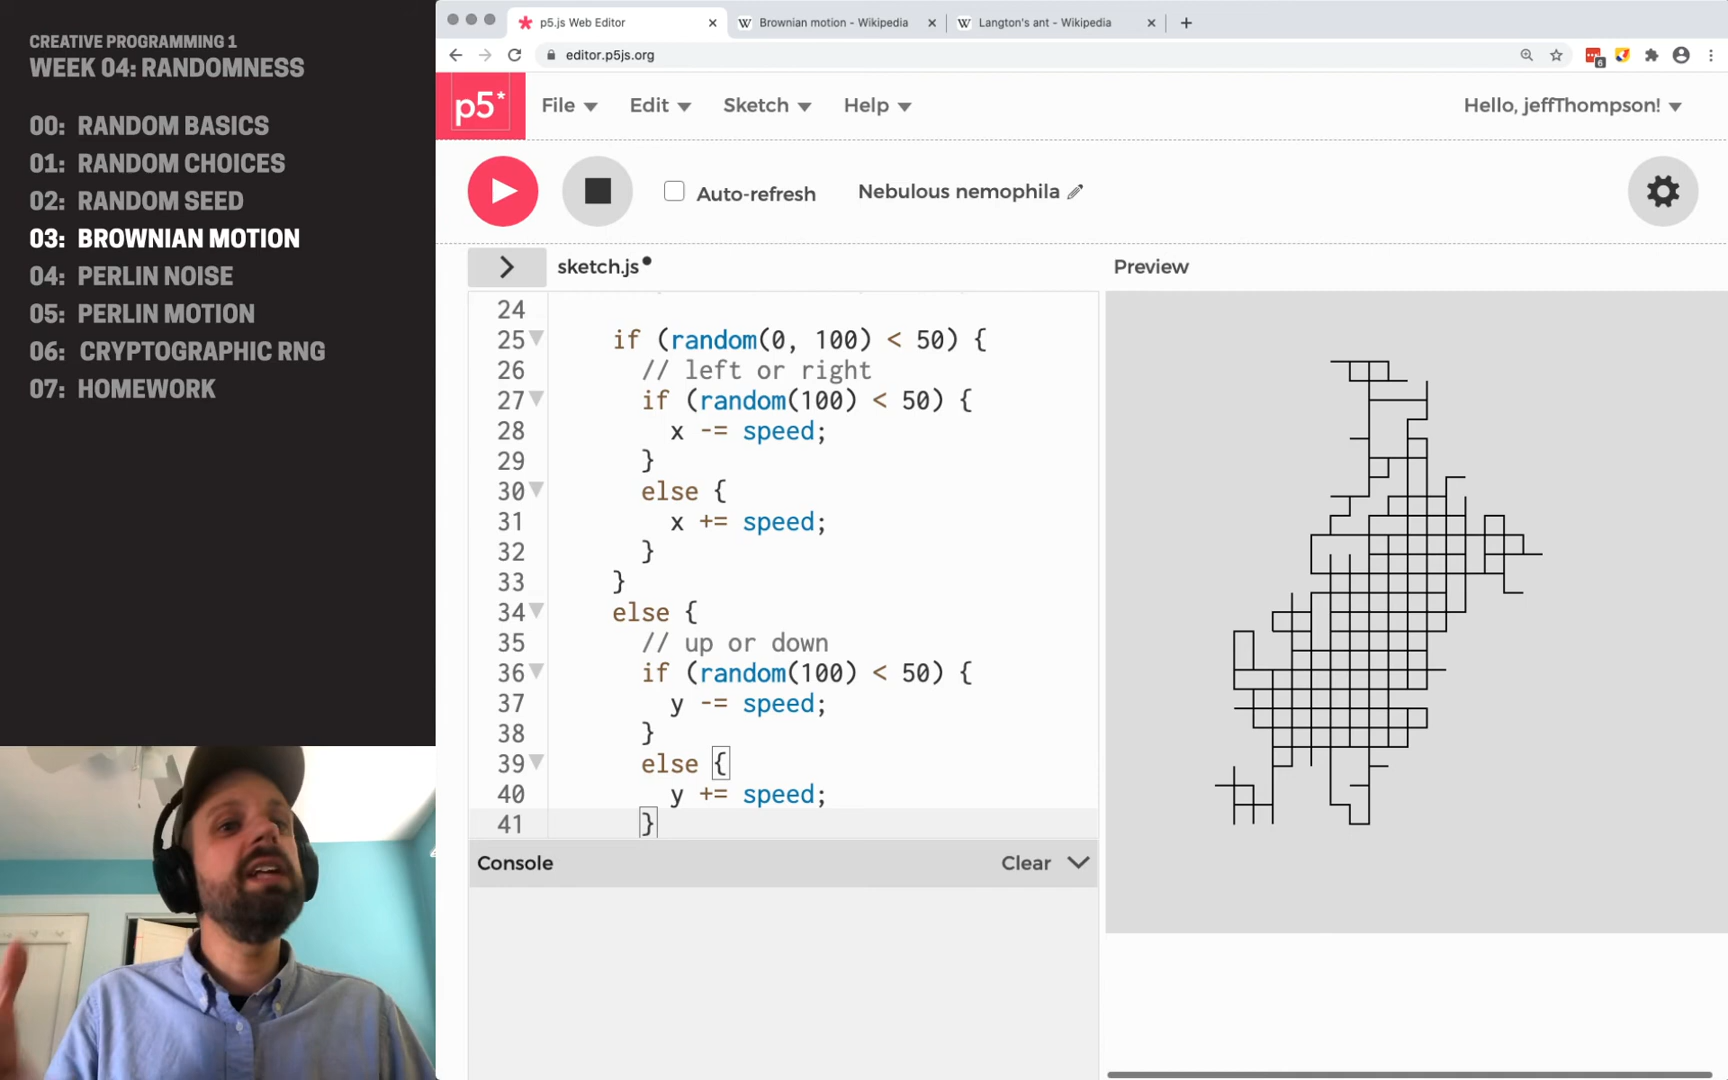 CREATIVE PROGRAMMING 1
WEEK 04: RANDOMNESS
00: RANDOM BASICS
01: RANDOM CHOICES
02: RANDOM SEED
03: BROWNIAN MOTION
04: PERLIN NOISE
05: PERLIN MOTION
06: CRYPTOGRAPHIC RNG
07: HOMEWORK
p5.js Web Editor
Brownian motion - Wikipedia
Langton's ant - Wikipedia
editor.p5js.org
6
p5*
File
Edit
Sketch
Help
Hello, jeffThompson!
Auto-refresh
Nebulous nemophila
sketch.js
Preview
24
25 if (random(0, 100) < 50) {
26 // left or right
27 if (random(100) < 50) {
28 x -= speed;
29 }
30 else {
31 x += speed;
32 }
33 }
34 else {
35 // up or down
36 if (random(100) < 50) {
37 y -= speed;
38 }
39 else {
40 y += speed;
41 }
Console
Clear